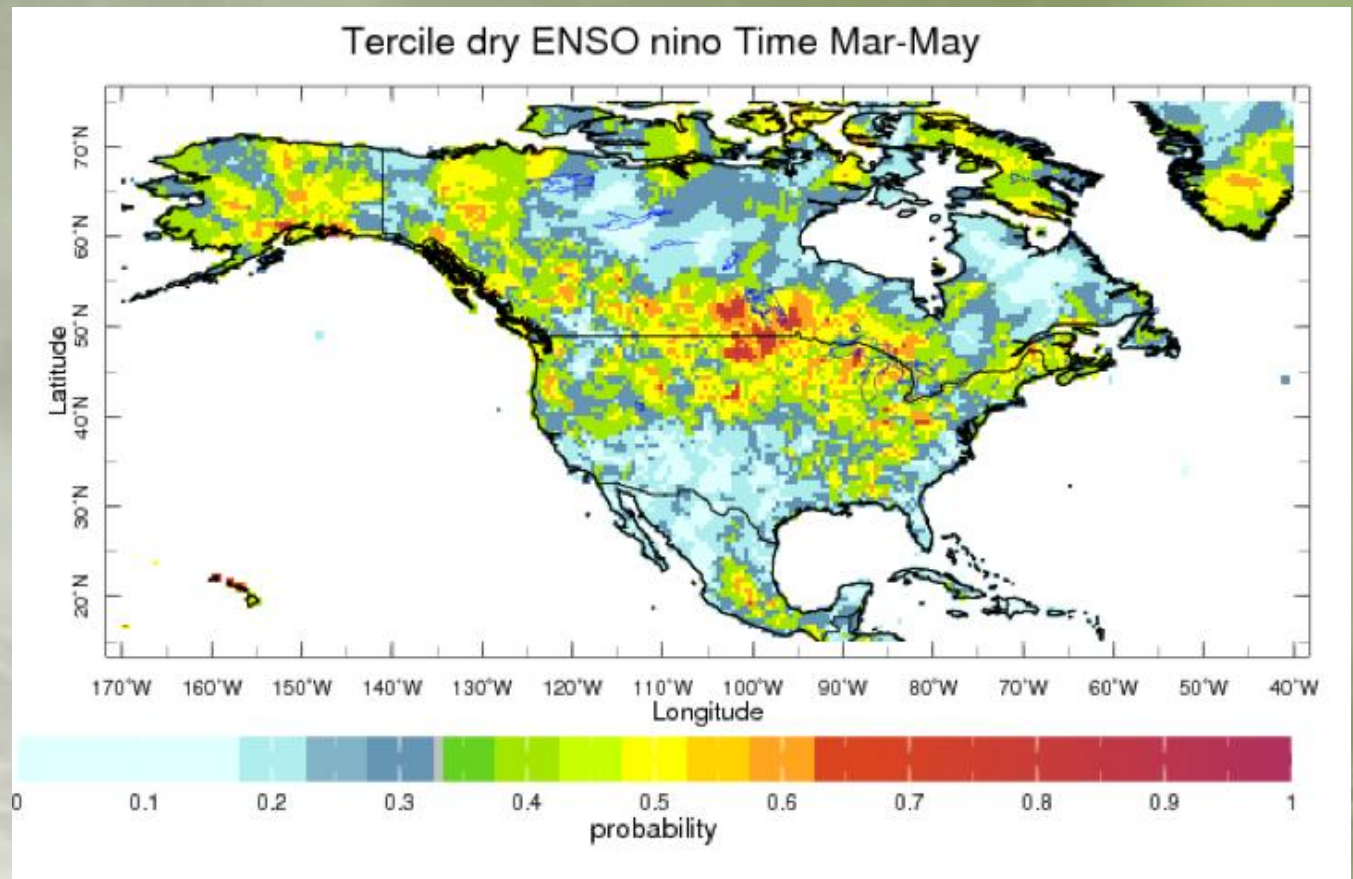 Tercile dry ENSO nino Time Mar-May
70°N
60°N
50°N
40°N
30°N
20°N
Latitude
170°W 160°W 150°W 140°W 130°W 120°W 110°W 100°W 90°W 80°W 70°W 60°W 50°W 40°W
Longitude
0 0.1 0.2 0.3 0.4 0.5 0.6 0.7 0.8 0.9 1
probability